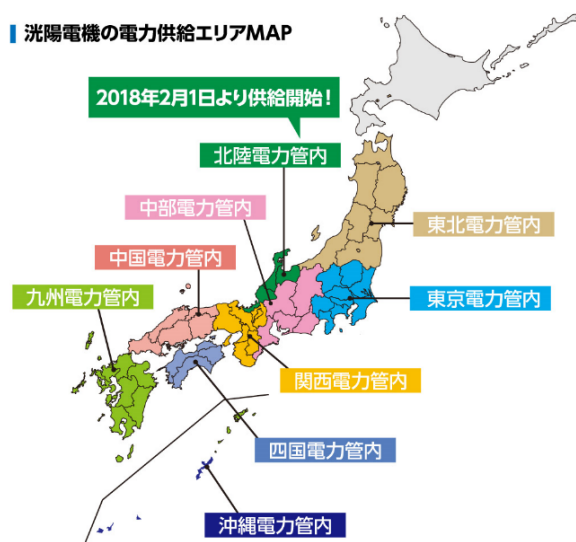 洸陽電機の電力供給エリアMAP
2018年2月1日より供給開始！
北陸電力管内
中部電力管内
東北電力管内
中国電力管内
九州電力管内
東京電力管内
関西電力管内
四国電力管内
沖縄電力管内